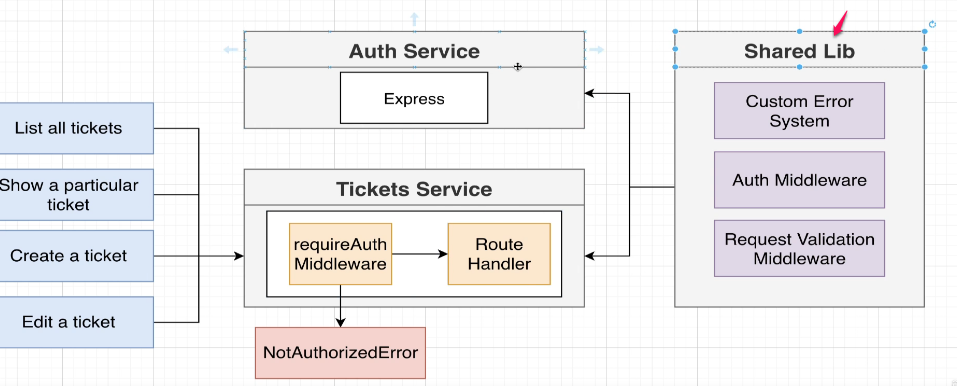 Auth Service
Express
List all tickets
Show a particular
ticket
Create a ticket
Edit a ticket
Tickets Service
requireAuth
Middleware
Route
Handler
NotAuthorizedError
Shared Lib
Custom Error
System
Auth Middleware
Request Validation
Middleware